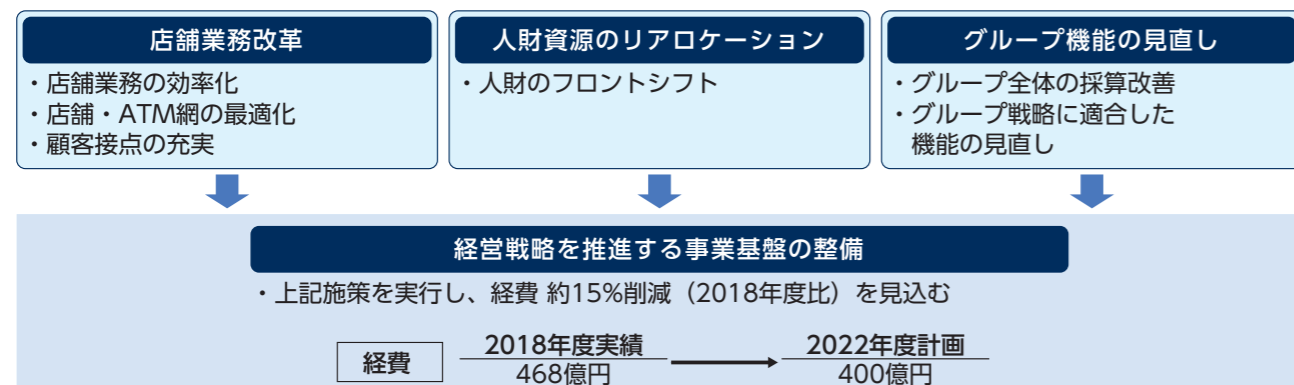 店舗業務改革
・店舗業務の効率化
・店舗・ATM網の最適化
・顧客接点の充実
人財資源のリアロケーション
・人財のフロントシフト
グループ機能の見直し
・グループ全体の採算改善
・グループ戦略に適合した
機能の見直し
経営戦略を推進する事業基盤の整備
・上記施策を実行し、経費 約15%削減（2018年度比）を見込む
経費
2018年度実績
468億円
2022年度計画
400億円